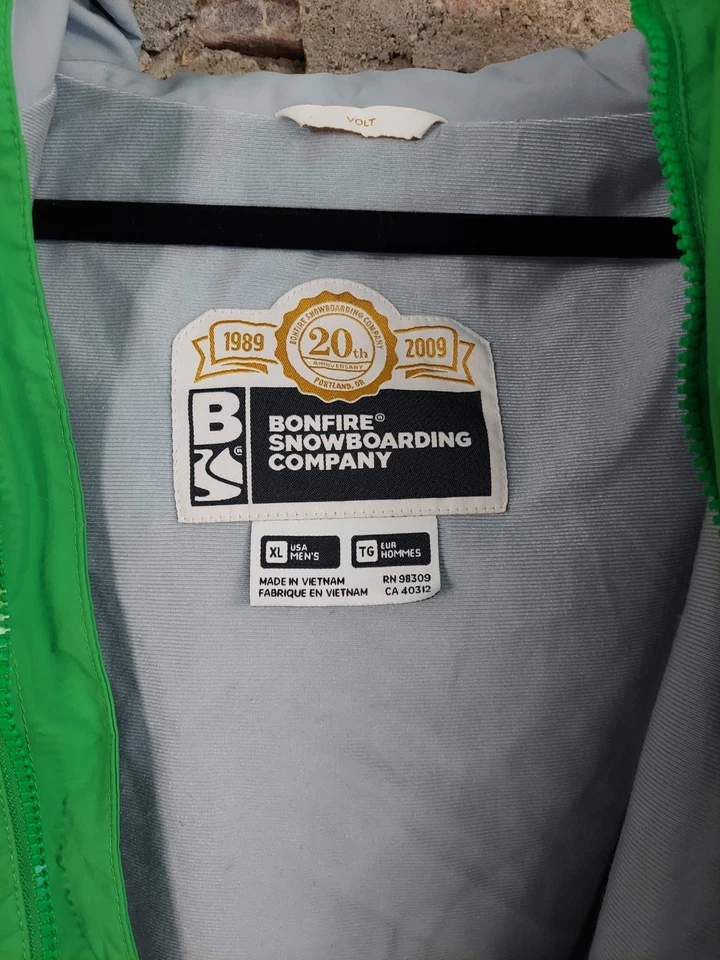 VOLT
BONFIRE SNOWBOARDING COMPANY
1989
20th
2009
ANNIVERSARY
PORTLAND, OR
B
BONFIRE®
SNOWBOARDING
COMPANY
®
XL USA MEN'S
TG EUR HOMMES
MADE IN VIETNAM RN 98309
FABRIQUE EN VIETNAM CA 40312